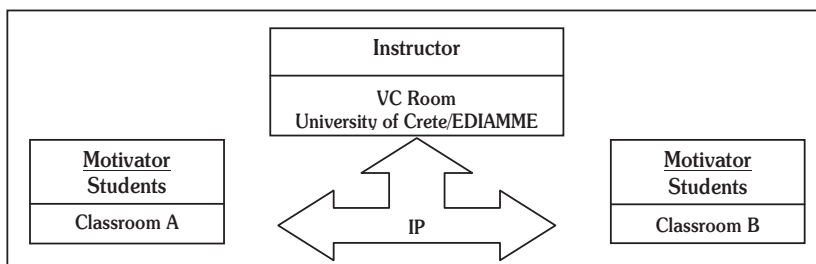 Instructor
VC Room
University of Crete/EDIAMME
Motivator
Students
Classroom A
IP
Motivator
Students
Classroom B